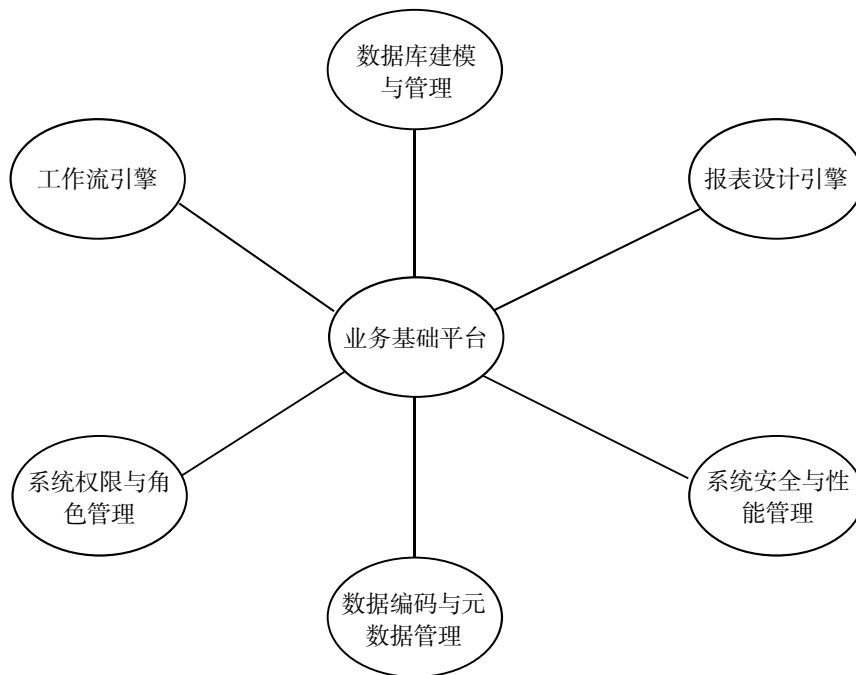 数据库建模
与管理
工作流引擎
报表设计引擎
业务基础平台
系统权限与角
色管理
系统安全与性
能管理
数据编码与元
数据管理